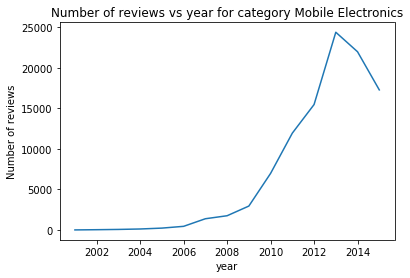 Number of reviews vs year for category Mobile Electronics
25000
20000
15000
10000
5000
0
Number of reviews
2002 2004 2006 2008 2010 2012 2014
year